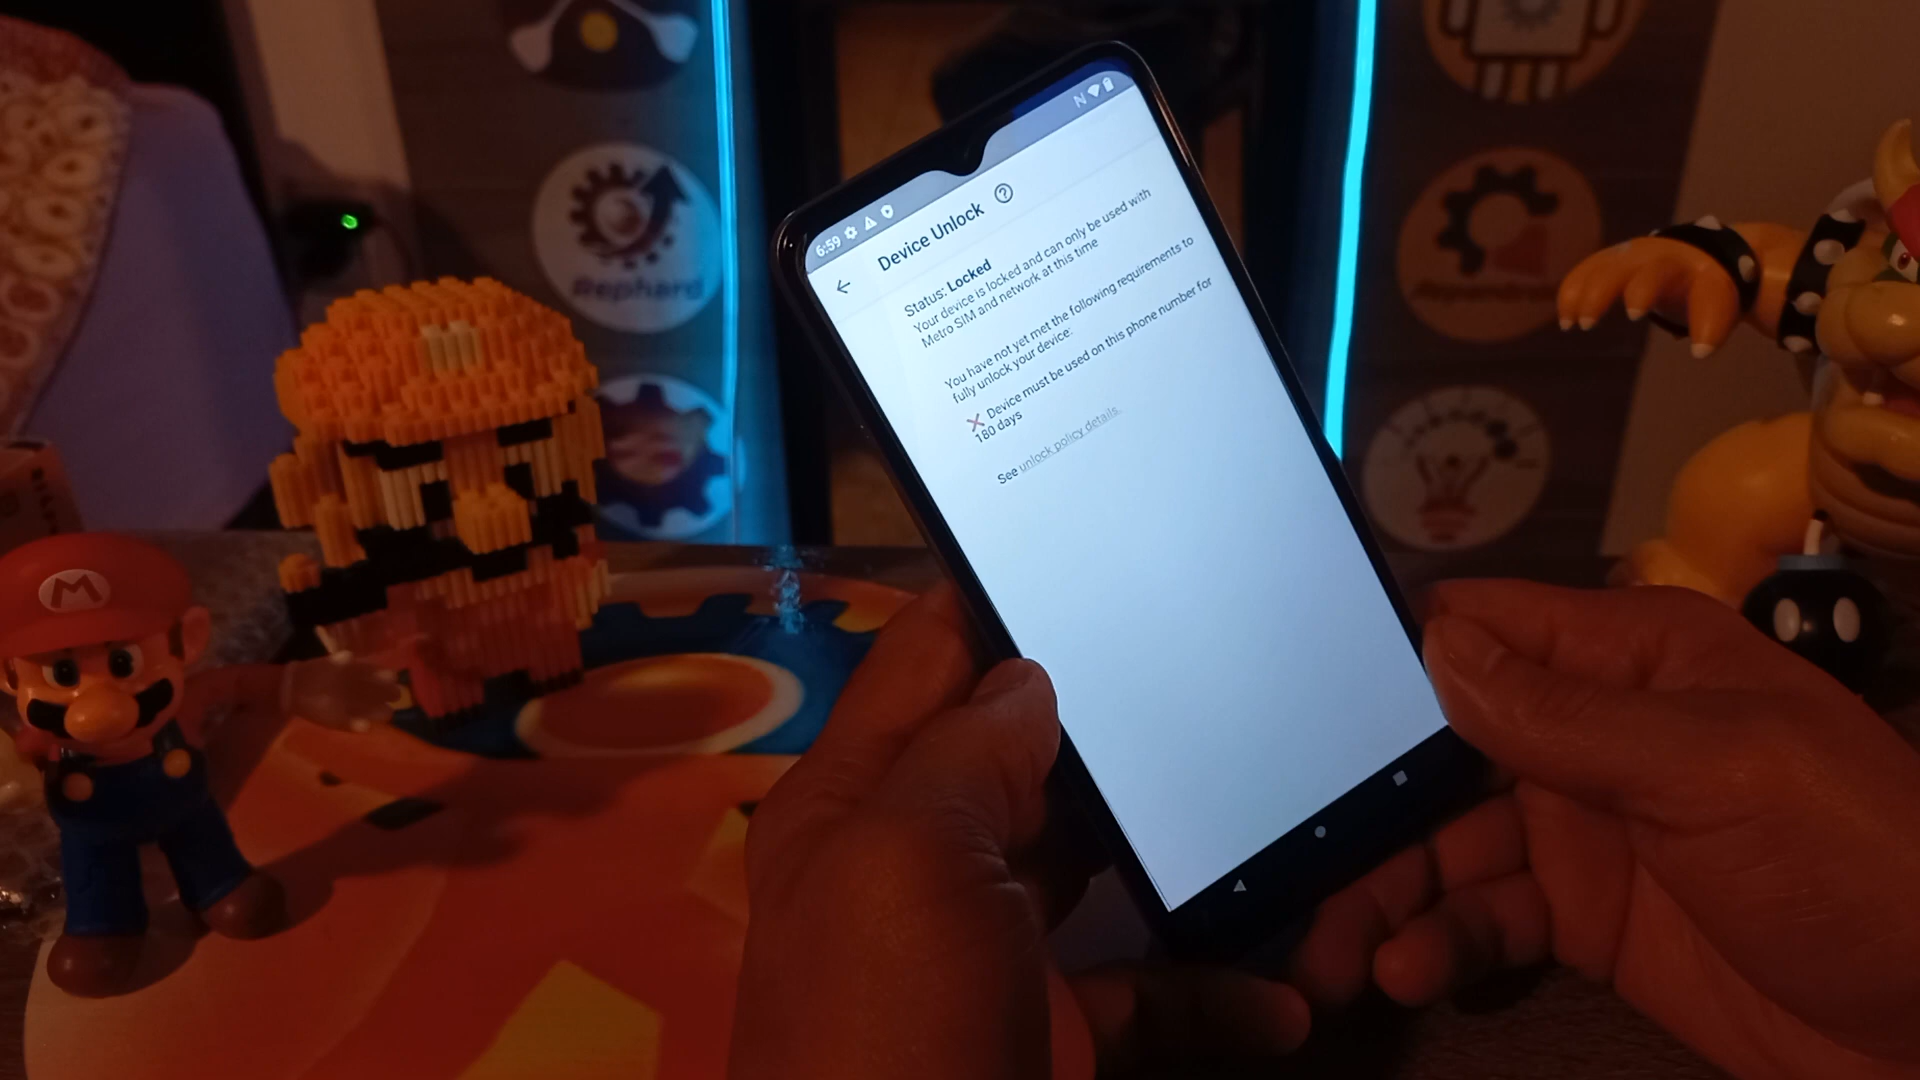 6:59
Device Unlock ?
Status: Locked
Your device is locked and can only be used with
Metro SIM and network at this time
You have not yet met the following requirements to
fully unlock your device:
Device must be used on this phone number for
180 days
See unlock policy details.
Rephard
M